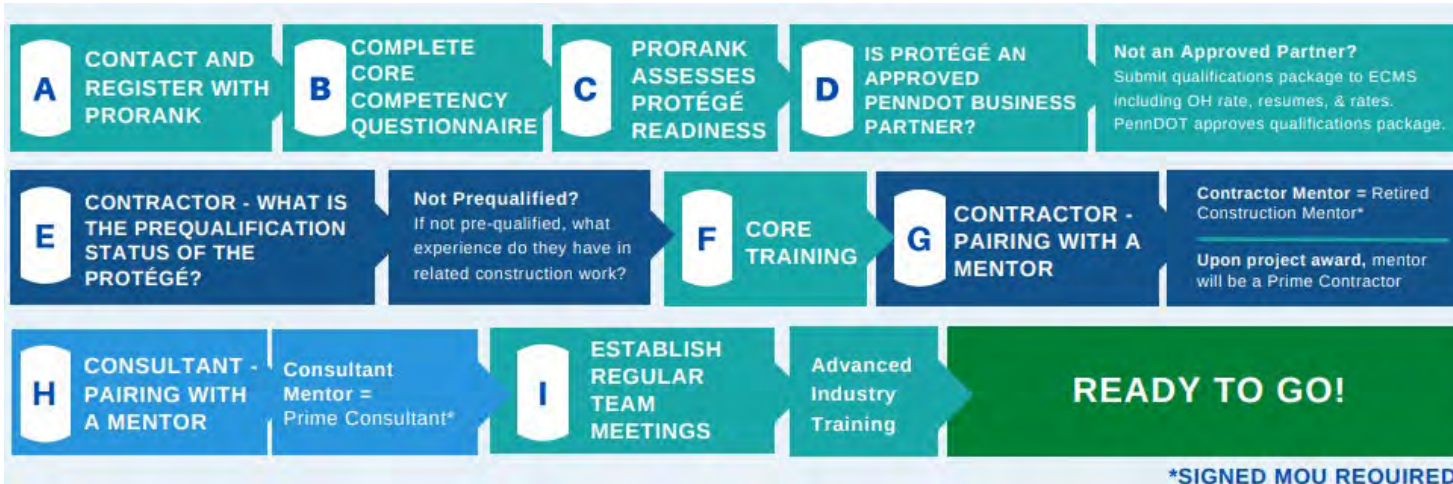 A
CONTACT AND
REGISTER WITH
PRORANK
B
COMPLETE
CORE
COMPETENCY
QUESTIONNAIRE
C
PRORANK
ASSESSES
PROTÉGÉ
READINESS
D
IS PROTÉGÉ AN
APPROVED
PENNDOT BUSINESS
PARTNER?
Not an Approved Partner?
Submit qualifications package to ECMS
including OH rate, resumes, & rates.
PennDOT approves qualifications package.
E
CONTRACTOR - WHAT IS
THE PREQUALIFICATION
STATUS OF THE
PROTÉGÉ?
Not Prequalified?
If not pre-qualified, what
experience do they have in
related construction work?
F
CORE
TRAINING
G
CONTRACTOR -
PAIRING WITH A
MENTOR
Contractor Mentor = Retired
Construction Mentor*
Upon project award, mentor
will be a Prime Contractor
H
CONSULTANT -
PAIRING WITH
A MENTOR
Consultant
Mentor =
Prime Consultant*
I
ESTABLISH
REGULAR
TEAM
MEETINGS
Advanced
Industry
Training
READY TO GO!
*SIGNED MOU REQUIRED